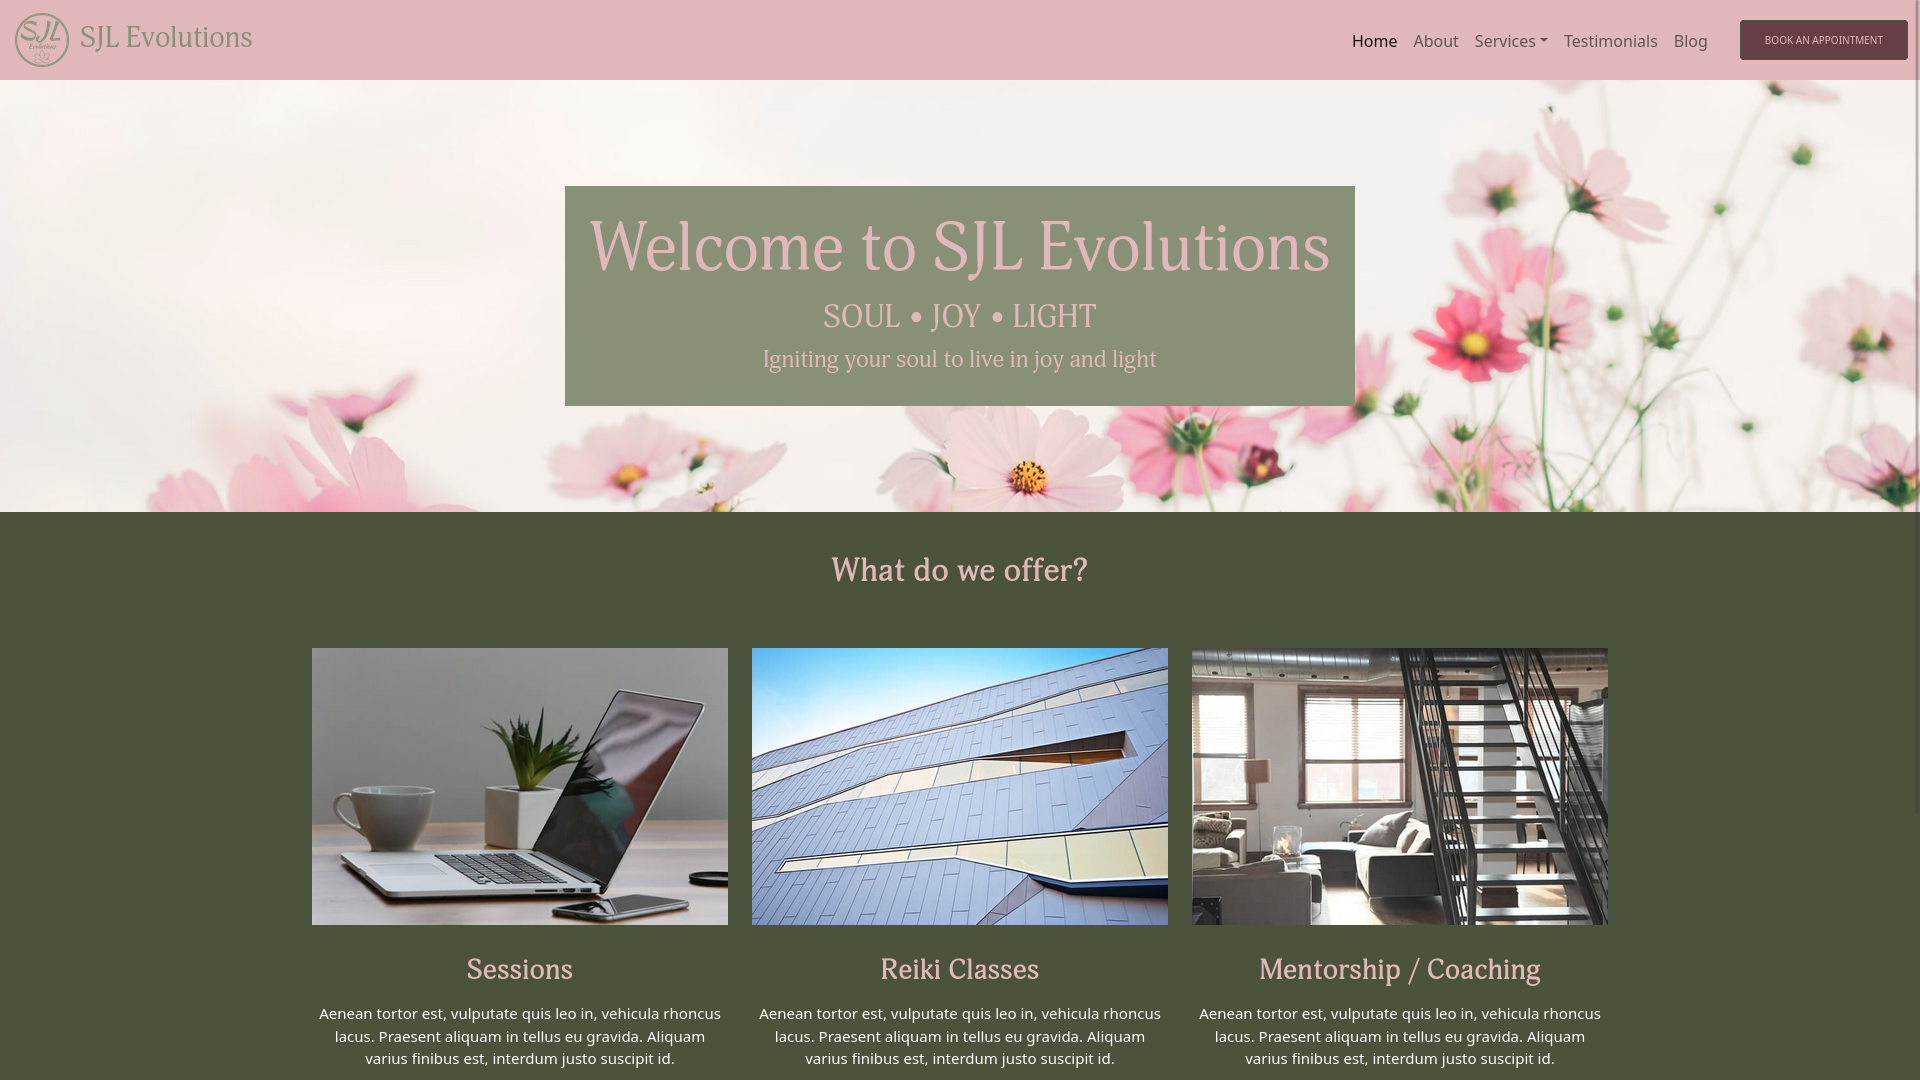 SJL
Evolutions
SJL Evolutions
Home
About
Services
Testimonials
Blog
BOOK AN APPOINTMENT
Welcome to SJL Evolutions
SOUL • JOY • LIGHT
Igniting your soul to live in joy and light
What do we offer?
Sessions
Aenean tortor est, vulputate quis leo in, vehicula rhoncus
lacus. Praesent aliquam in tellus eu gravida. Aliquam
varius finibus est, interdum justo suscipit id.
Reiki Classes
Aenean tortor est, vulputate quis leo in, vehicula rhoncus
lacus. Praesent aliquam in tellus eu gravida. Aliquam
varius finibus est, interdum justo suscipit id.
Mentorship / Coaching
Aenean tortor est, vulputate quis leo in, vehicula rhoncus
lacus. Praesent aliquam in tellus eu gravida. Aliquam
varius finibus est, interdum justo suscipit id.